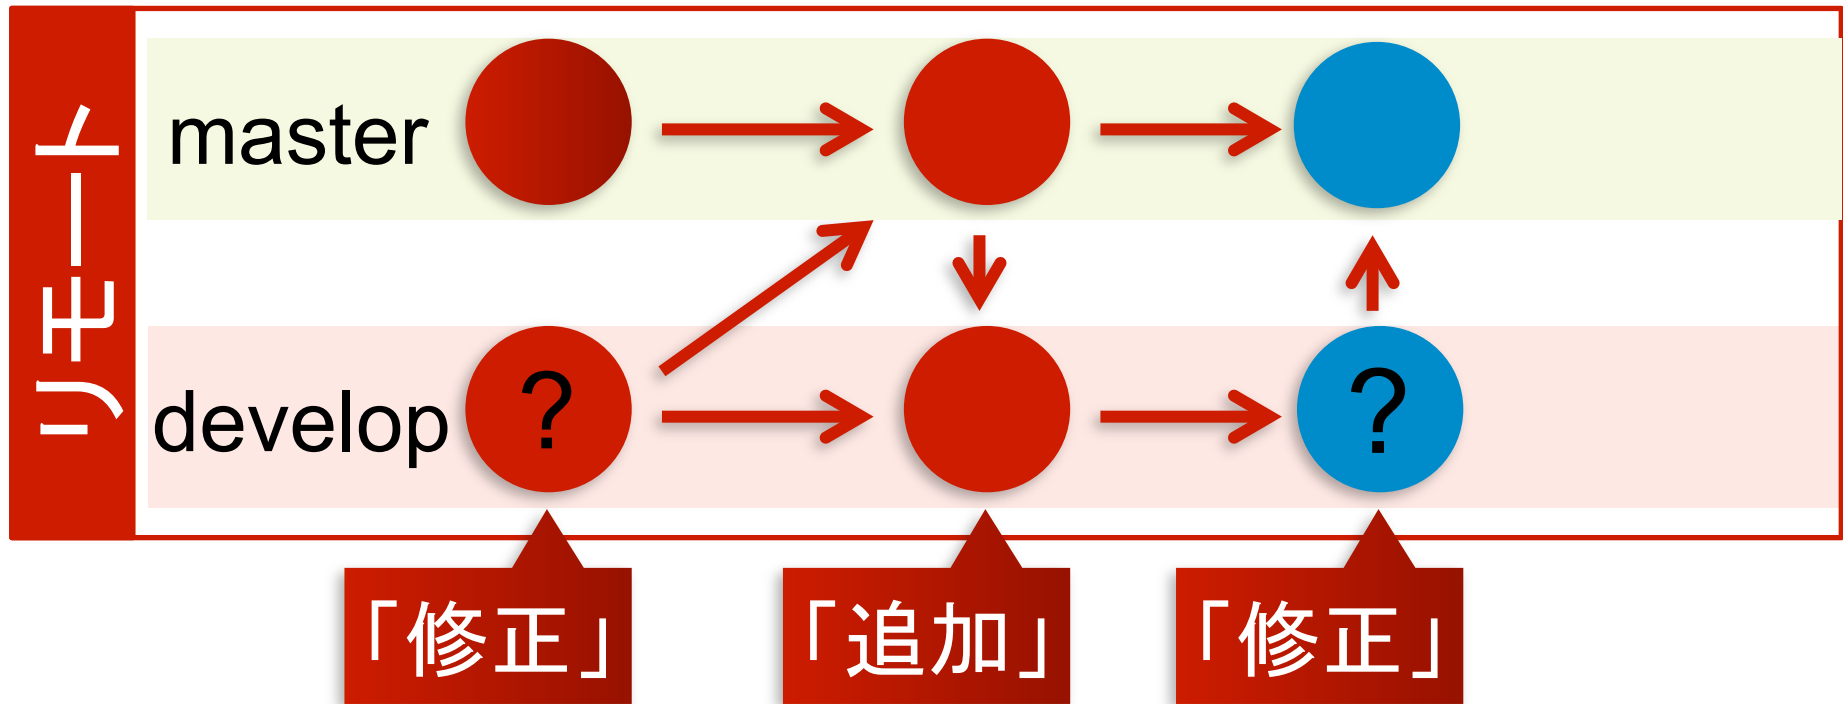 リモート
master
develop
?
?
「修正」
「追加」
「修正」